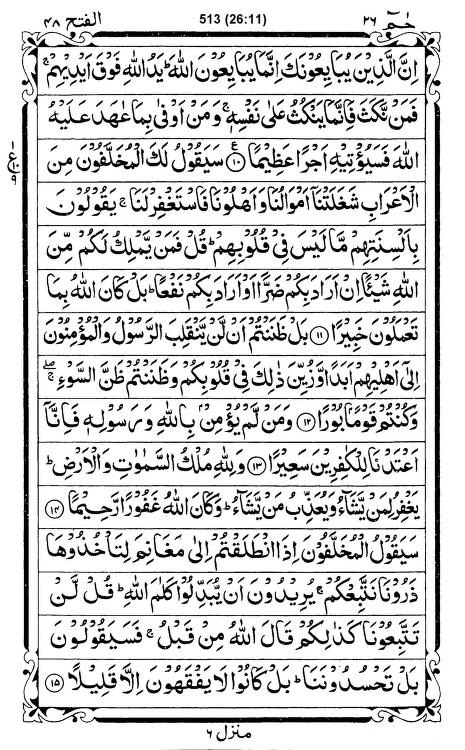 حٰمٓ ٢٦
513 (26:11)
الفتح ٤٨
اِنَّ الَّذِيْنَ يُبَايِعُوْنَكَ اِنَّمَا يُبَايِعُوْنَ اللّٰهَ ؕ يَدُ اللّٰهِ فَوْقَ اَيْدِيْهِمْ ۚ
فَمَنْ نَّكَثَ فَاِنَّمَا يَنْكُثُ عَلٰى نَفْسِهٖ ۚ وَمَنْ اَوْفٰى بِمَا عٰهَدَ عَلَيْهُ
اللّٰهَ فَسَيُؤْتِيْهِ اَجْرًا عَظِيْمًا ﴿١٠﴾ ع سَيَقُوْلُ لَكَ الْمُخَلَّفُوْنَ مِنَ
الْاَعْرَابِ شَغَلَتْنَاۤ اَمْوَالُنَا وَاَهْلُوْنَا فَاسْتَغْفِرْ لَنَا ۚ يَقُوْلُوْنَ
بِاَلْسِنَتِهِمْ مَّا لَيْسَ فِيْ قُلُوْبِهِمْ ؕ قُلْ فَمَنْ يَّمْلِكُ لَكُمْ مِّنَ
اللّٰهِ شَيْـًٔا اِنْ اَرَادَ بِكُمْ ضَرًّا اَوْ اَرَادَ بِكُمْ نَفْعًا ؕ بَلْ كَانَ اللّٰهُ بِمَا
تَعْمَلُوْنَ خَبِيْرًا ﴿١١﴾ بَلْ ظَنَنْتُمْ اَنْ لَّنْ يَّنْقَلِبَ الرَّسُوْلُ وَالْمُؤْمِنُوْنَ
اِلٰۤى اَهْلِيْهِمْ اَبَدًا وَّزُيِّنَ ذٰلِكَ فِيْ قُلُوْبِكُمْ وَظَنَنْتُمْ ظَنَّ السَّوْءِ ۖۚ
وَكُنْتُمْ قَوْمًۢا بُوْرًا ﴿١٢﴾ وَمَنْ لَّمْ يُؤْمِنْۢ بِاللّٰهِ وَرَسُوْلِهٖ فَاِنَّاۤ
اَعْتَدْنَا لِلْكٰفِرِيْنَ سَعِيْرًا ﴿١٣﴾ وَلِلّٰهِ مُلْكُ السَّمٰوٰتِ وَالْاَرْضِ ؕ
يَغْفِرُ لِمَنْ يَّشَآءُ وَيُعَذِّبُ مَنْ يَّشَآءُ ؕ وَكَانَ اللّٰهُ غَفُوْرًا رَّحِيْمًا ﴿١٤﴾
سَيَقُوْلُ الْمُخَلَّفُوْنَ اِذَا انْطَلَقْتُمْ اِلٰى مَغَانِمَ لِتَاْخُذُوْهَا
ذَرُوْنَا نَتَّبِعْكُمْ ۚ يُرِيْدُوْنَ اَنْ يُّبَدِّلُوْا كَلٰمَ اللّٰهِ ؕ قُلْ لَّنْ
تَتَّبِعُوْنَا كَذٰلِكُمْ قَالَ اللّٰهُ مِنْ قَبْلُ ۚ فَسَيَقُوْلُوْنَ
بَلْ تَحْسُدُوْنَنَا ؕ بَلْ كَانُوْا لَا يَفْقَهُوْنَ اِلَّا قَلِيْلًا ﴿١٥﴾
منزل ٦